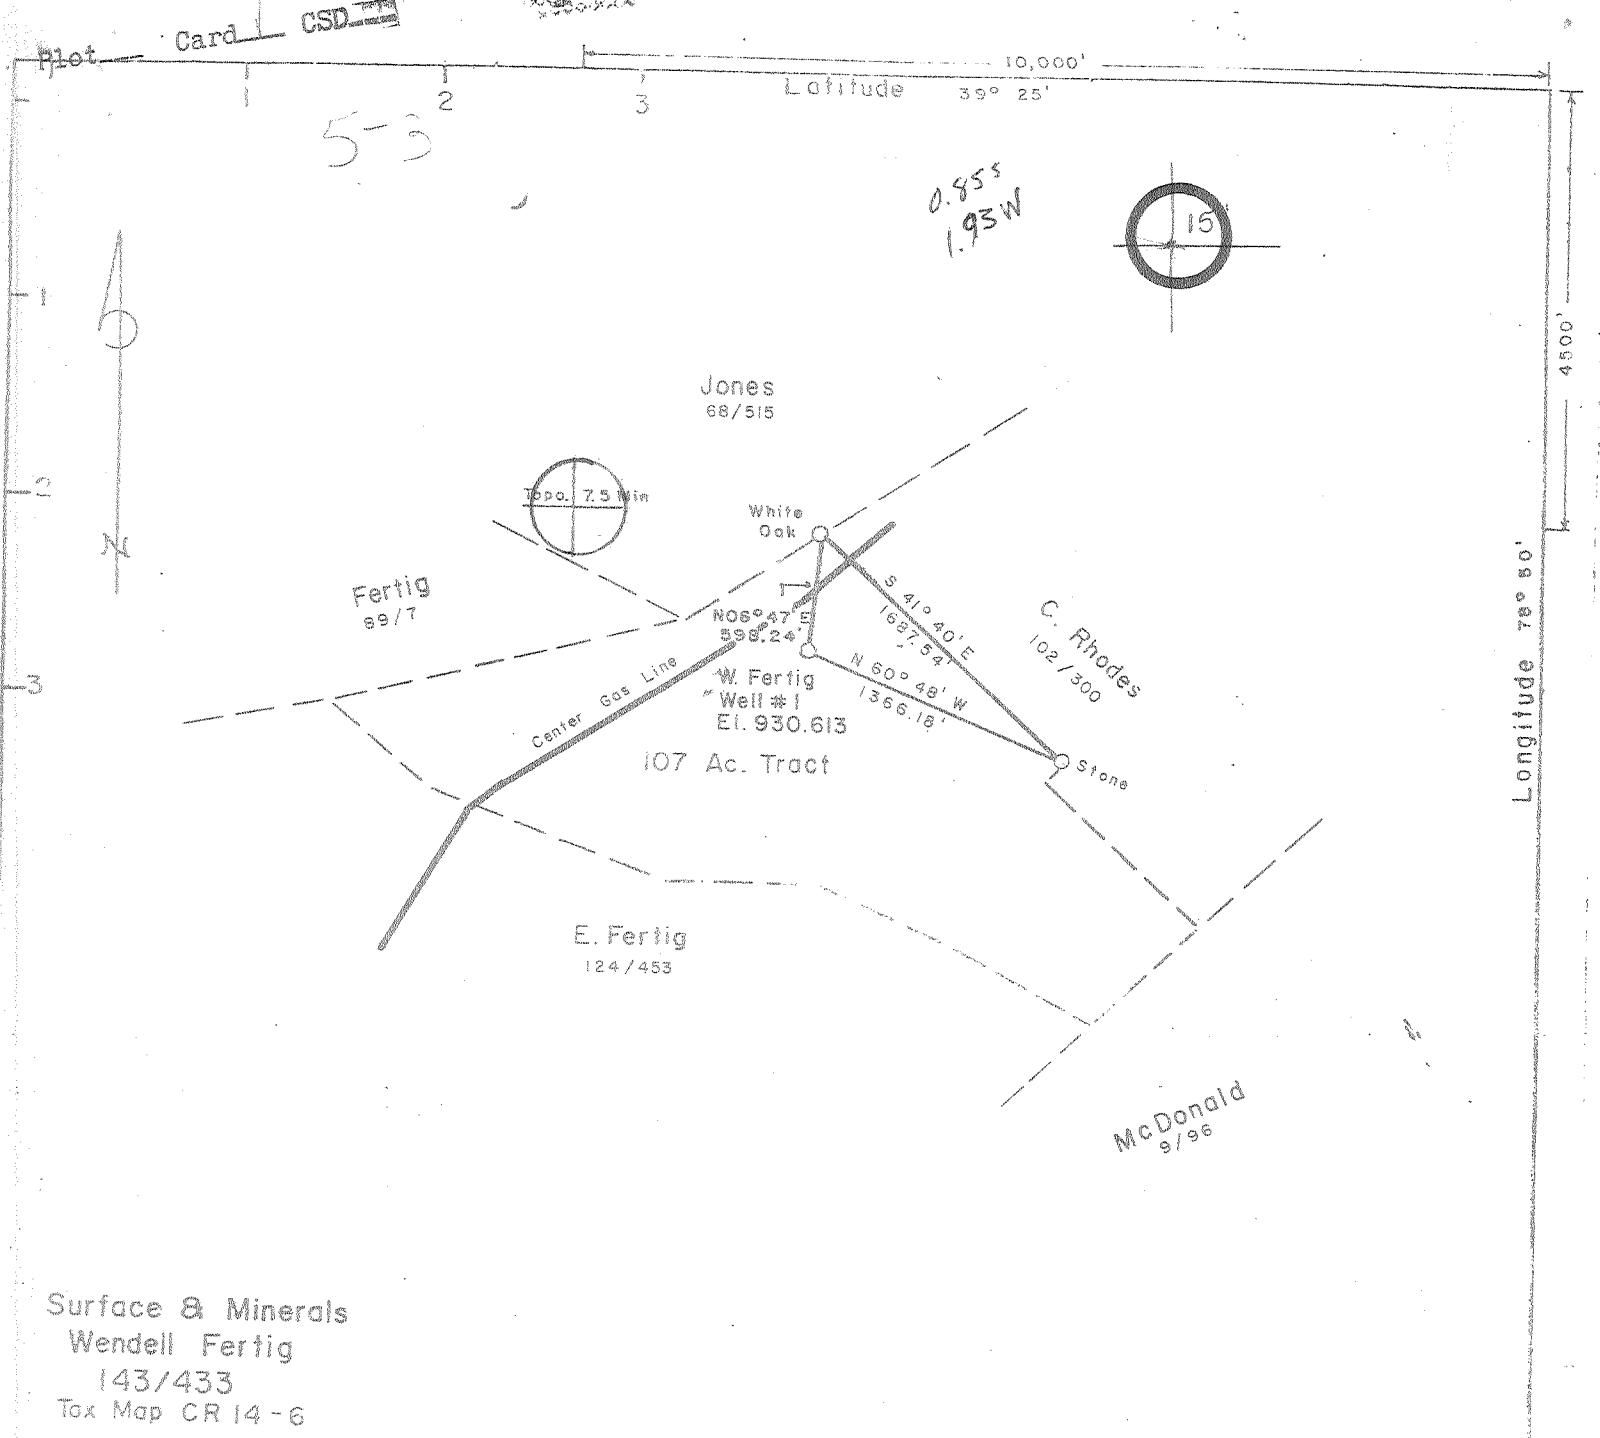 Plot Card CSD
10,000'
Latitude 39° 25'
1 2 3
5-3
0.85 S
1.93 W
15'
4500'
1
2
3
N
Jones
68/515
Topo. 7.5 Min
White
Oak
Fertig
89/7
N06° 47' E
598.24'
S 41° 40' E
1687.54'
C. Rhodes
102/300
Longitude 78° 50'
N 60° 48' W
1366.18'
Center Gas Line
W. Fertig
Well #1
El. 930.613
107 Ac. Tract
Stone
E. Fertig
124/453
McDonald
9/96
Surface & Minerals
Wendell Fertig
143/433
Tax Map CR 14-6